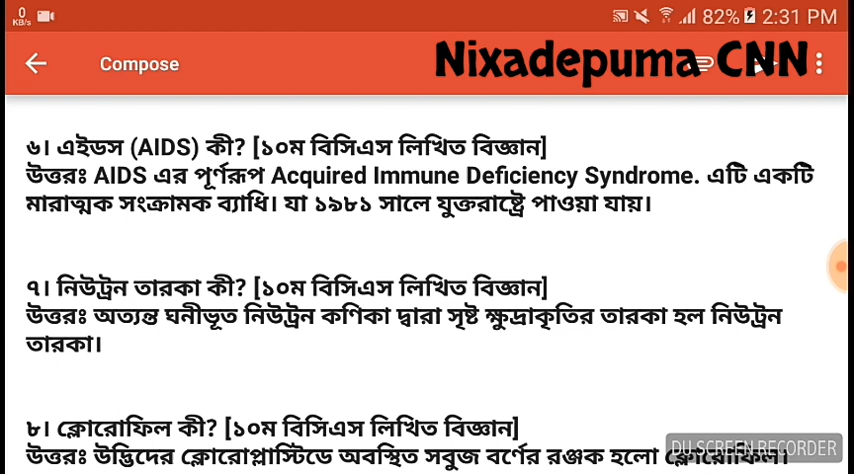 0
KB/s
82% 2:31 PM
Compose
Nixadepuma CNN
৬। এইডস (AIDS) কী? [১০ম বিসিএস লিখিত বিজ্ঞান]
উত্তরঃ AIDS এর পূর্ণরূপ Acquired Immune Deficiency Syndrome. এটি একটি
মারাত্মক সংক্রামক ব্যাধি। যা ১৯৮১ সালে যুক্তরাষ্ট্রে পাওয়া যায়।
৭। নিউট্রন তারকা কী? [১০ম বিসিএস লিখিত বিজ্ঞান]
উত্তরঃ অত্যন্ত ঘনীভূত নিউট্রন কণিকা দ্বারা সৃষ্ট ক্ষুদ্রাকৃতির তারকা হল নিউট্রন
তারকা।
৮। ক্লোরোফিল কী? [১০ম বিসিএস লিখিত বিজ্ঞান]
উত্তরঃ উদ্ভিদের ক্লোরোপ্লাস্টিডে অবস্থিত সবুজ বর্ণের রঞ্জক হলো ক্লোরোফিল।
DU SCREEN RECORDER